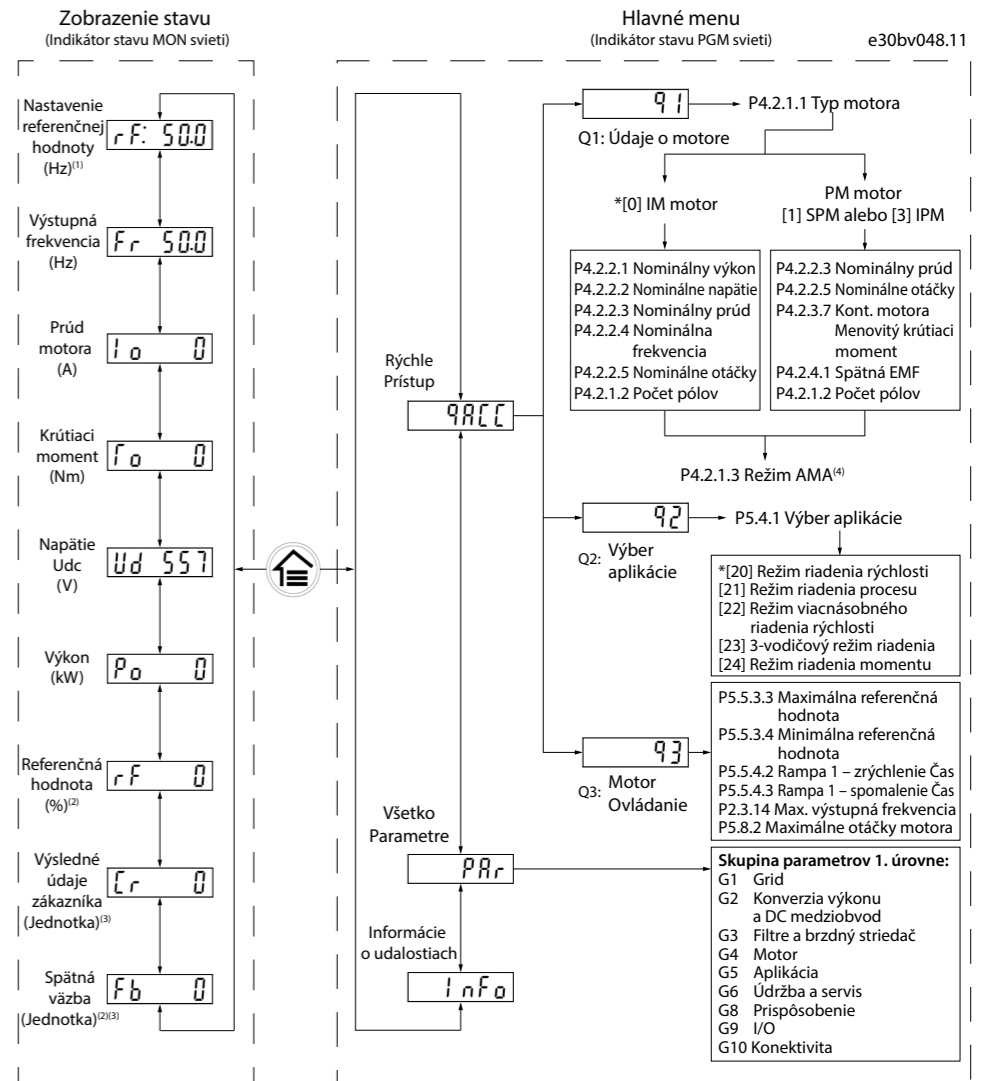 Zobrazenie stavu
(Indikátor stavu MON svieti)
Hlavné menu
(Indikátor stavu PGM svieti)
e30bv048.11
Nastavenie
referenčnej
hodnoty
(Hz)(1)
rF: 50.0
Výstupná
frekvencia
(Hz)
Fr 50.0
Prúd
motora
(A)
Io 0
Krútiaci
moment
(Nm)
To 0
Napätie
Udc
(V)
Ud 557
Výkon
(kW)
Po 0
Referenčná
hodnota
(%)(2)
rF 0
Výsledné
údaje
zákazníka
(Jednotka)(3)
Cr 0
Spätná
väzba
(Jednotka)(2)(3)
Fb 0
Rýchle
Prístup
qACC
Všetko
Parametre
PAr
Informácie
o udalostiach
InFo
q1
Q1: Údaje o motore
P4.2.1.1 Typ motora
*[0] IM motor
PM motor
[1] SPM alebo [3] IPM
P4.2.2.1 Nominálny výkon
P4.2.2.2 Nominálne napätie
P4.2.2.3 Nominálny prúd
P4.2.2.4 Nominálna
frekvencia
P4.2.2.5 Nominálne otáčky
P4.2.1.2 Počet pólov
P4.2.2.3 Nominálny prúd
P4.2.2.5 Nominálne otáčky
P4.2.3.7 Kont. motora
Menovitý krútiaci
moment
P4.2.4.1 Spätná EMF
P4.2.1.2 Počet pólov
P4.2.1.3 Režim AMA(4)
q2
Q2: Výber
aplikácie
P5.4.1 Výber aplikácie
*[20] Režim riadenia rýchlosti
[21] Režim riadenia procesu
[22] Režim viacnásobného
riadenia rýchlosti
[23] 3-vodičový režim riadenia
[24] Režim riadenia momentu
q3
Q3: Motor
Ovládanie
P5.5.3.3 Maximálna referenčná
hodnota
P5.5.3.4 Minimálna referenčná
hodnota
P5.5.4.2 Rampa 1 – zrýchlenie Čas
P5.5.4.3 Rampa 1 – spomalenie Čas
P2.3.14 Max. výstupná frekvencia
P5.8.2 Maximálne otáčky motora
Skupina parametrov 1. úrovne:
G1 Grid
G2 Konverzia výkonu
a DC medziobvod
G3 Filtre a brzdný striedač
G4 Motor
G5 Aplikácia
G6 Údržba a servis
G8 Prispôsobenie
G9 I/O
G10 Konektivita